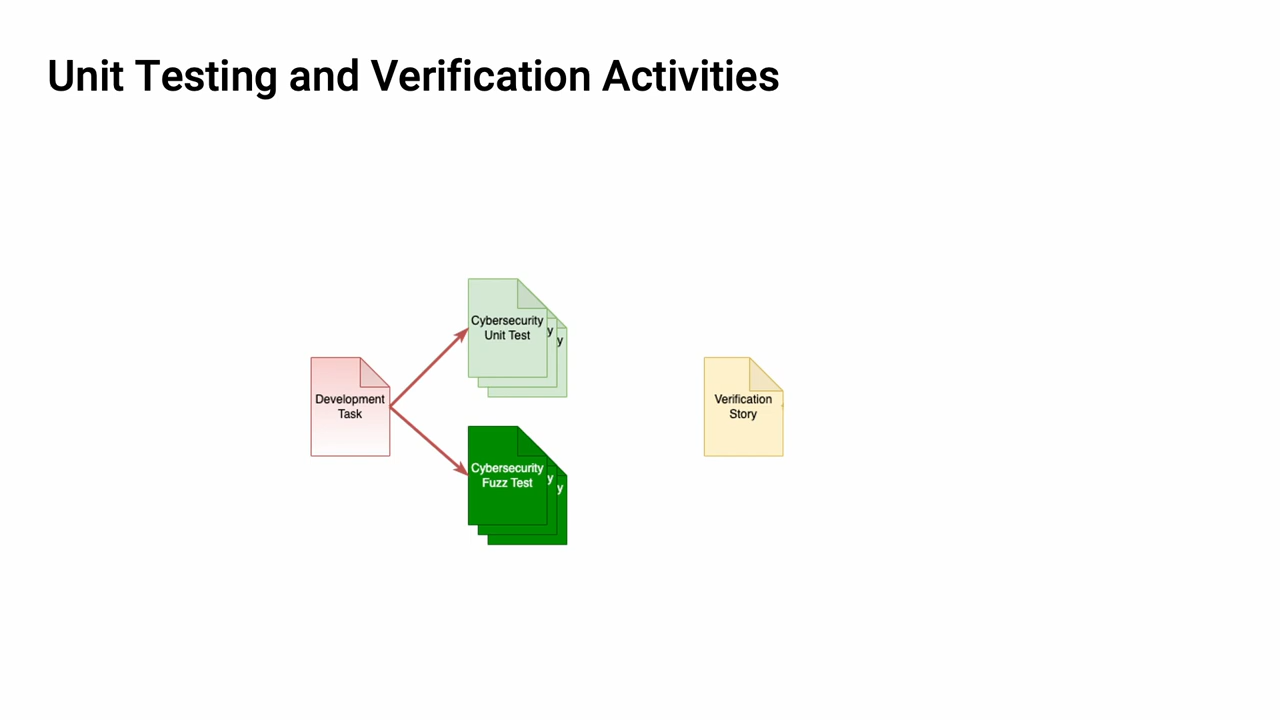 Unit Testing and Verification Activities
Cybersecurity
Unit Test
y
y
Development
Task
Verification
Story
Cybersecurity
Fuzz Test
y
y